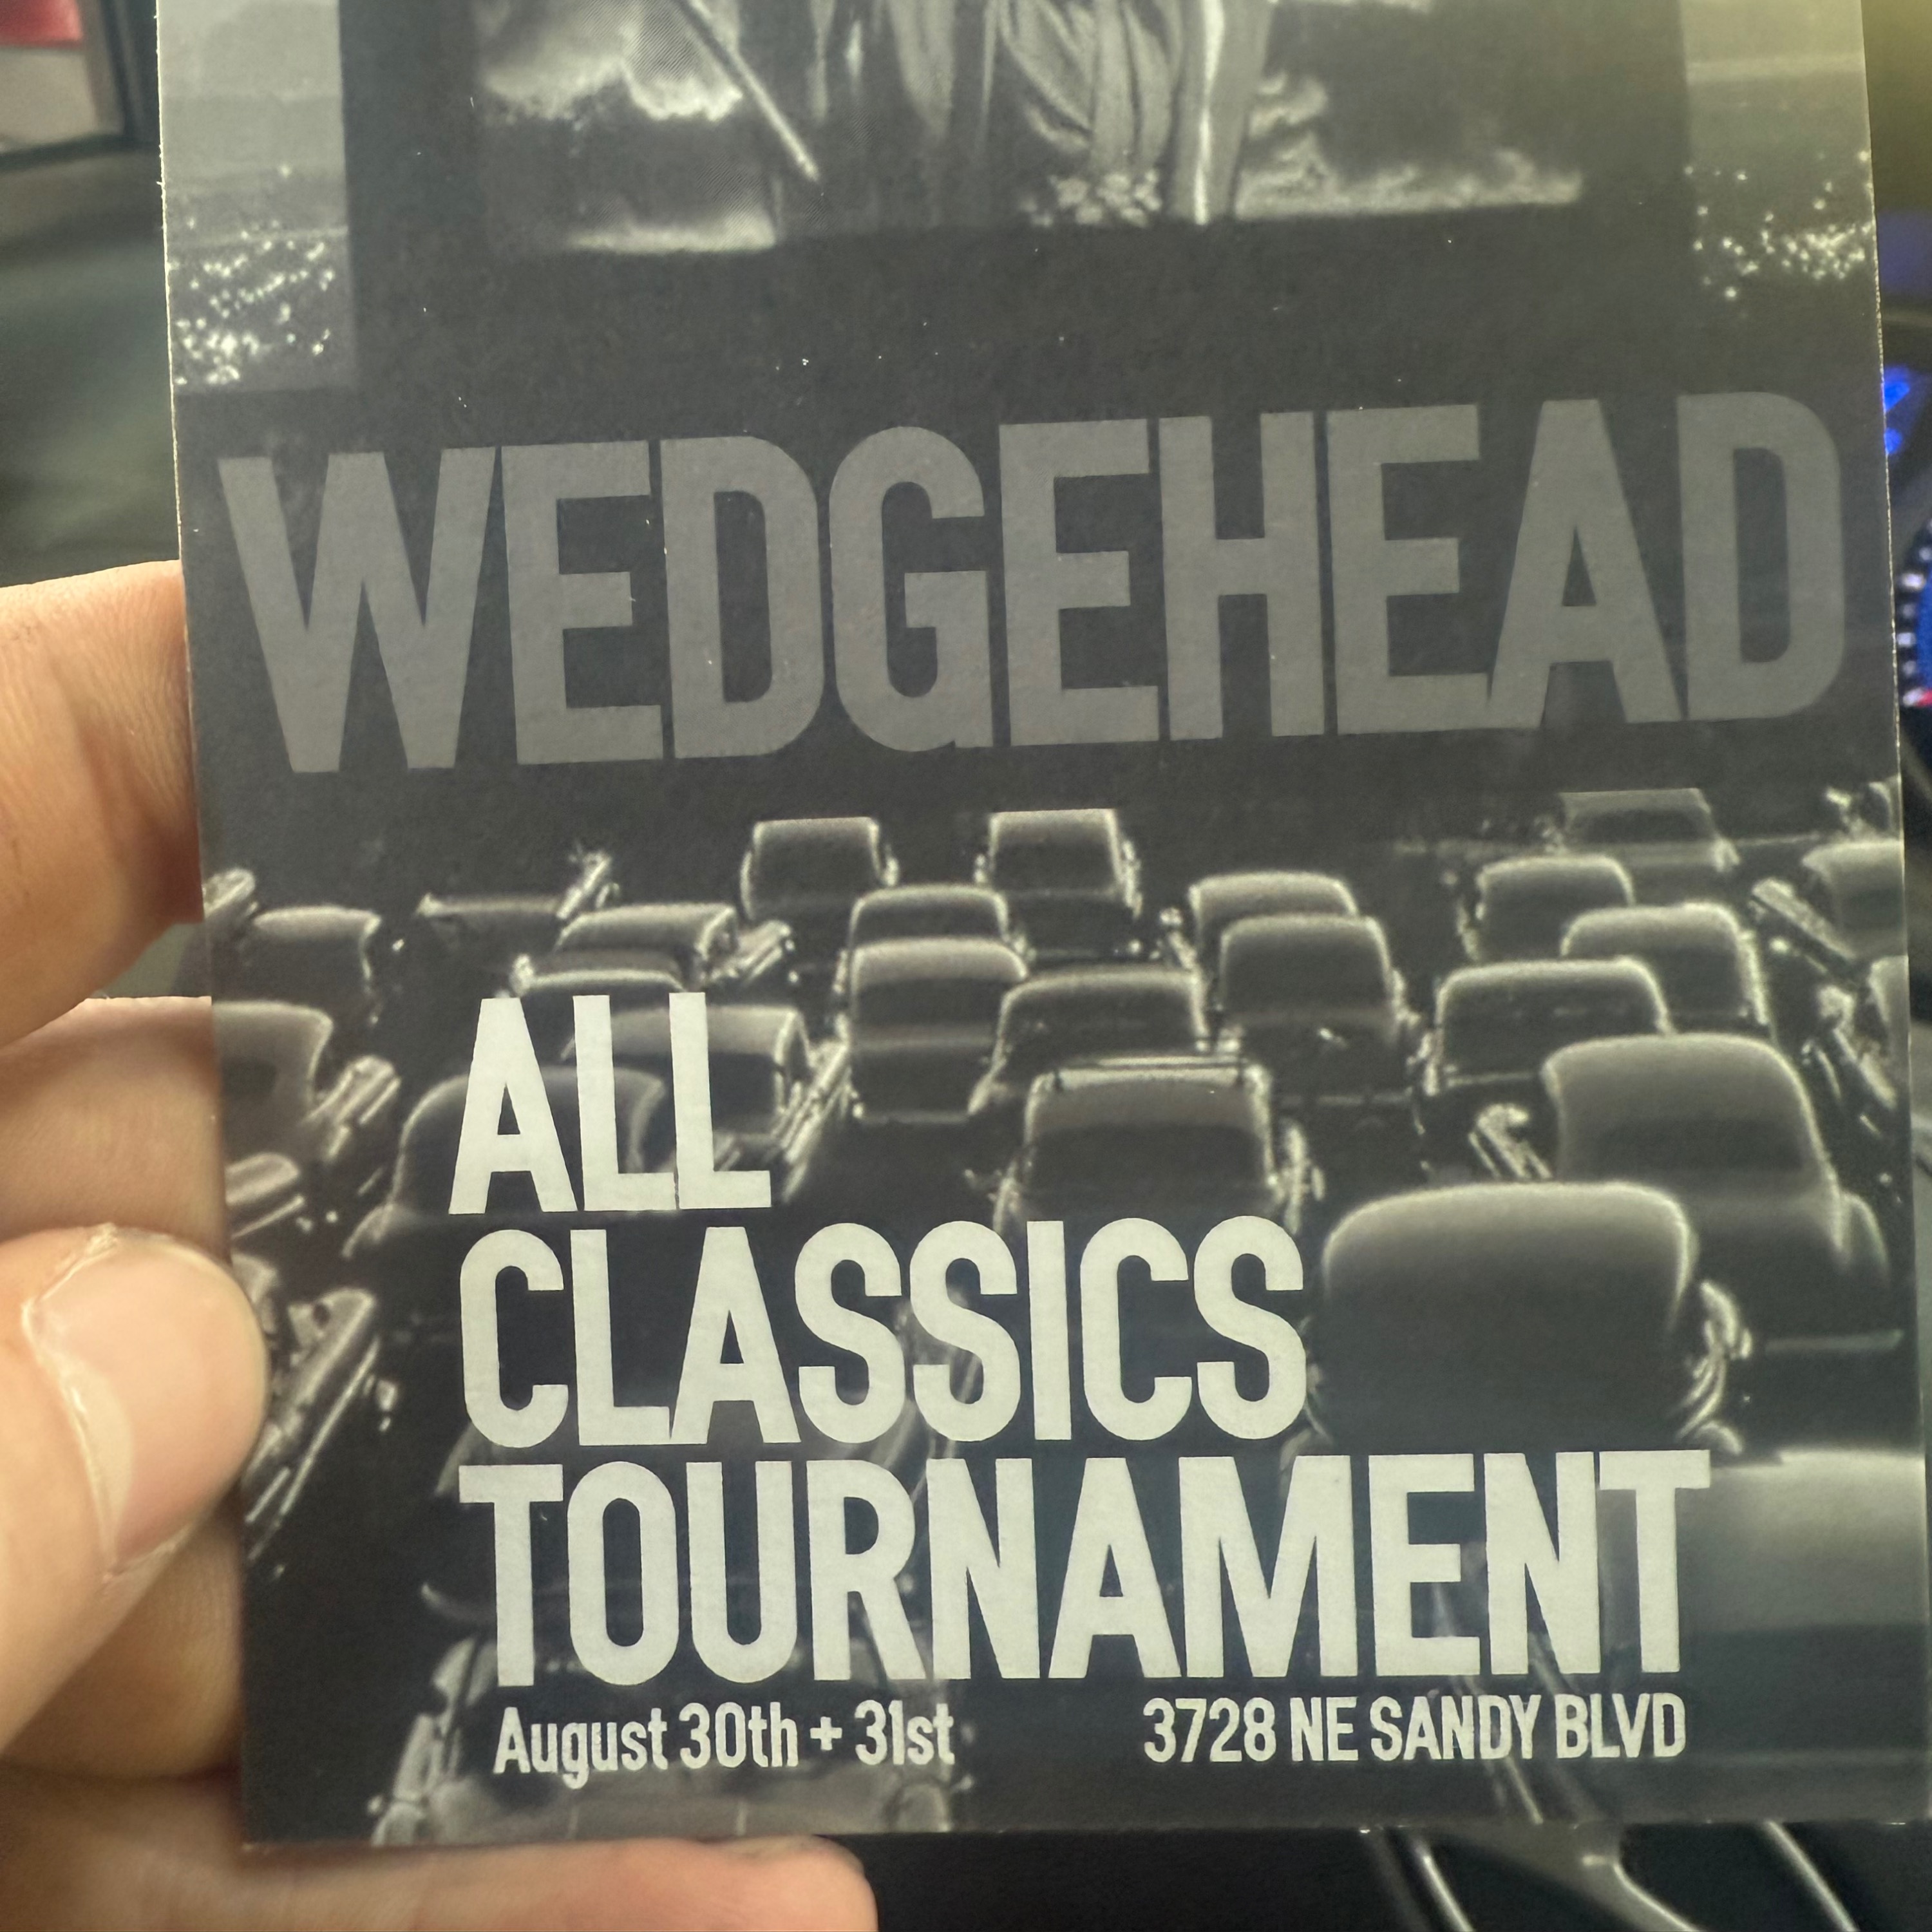 WEDGEHEAD
ALL
CLASSICS
TOURNAMENT
August 30th + 31st 3728 NE SANDY BLVD